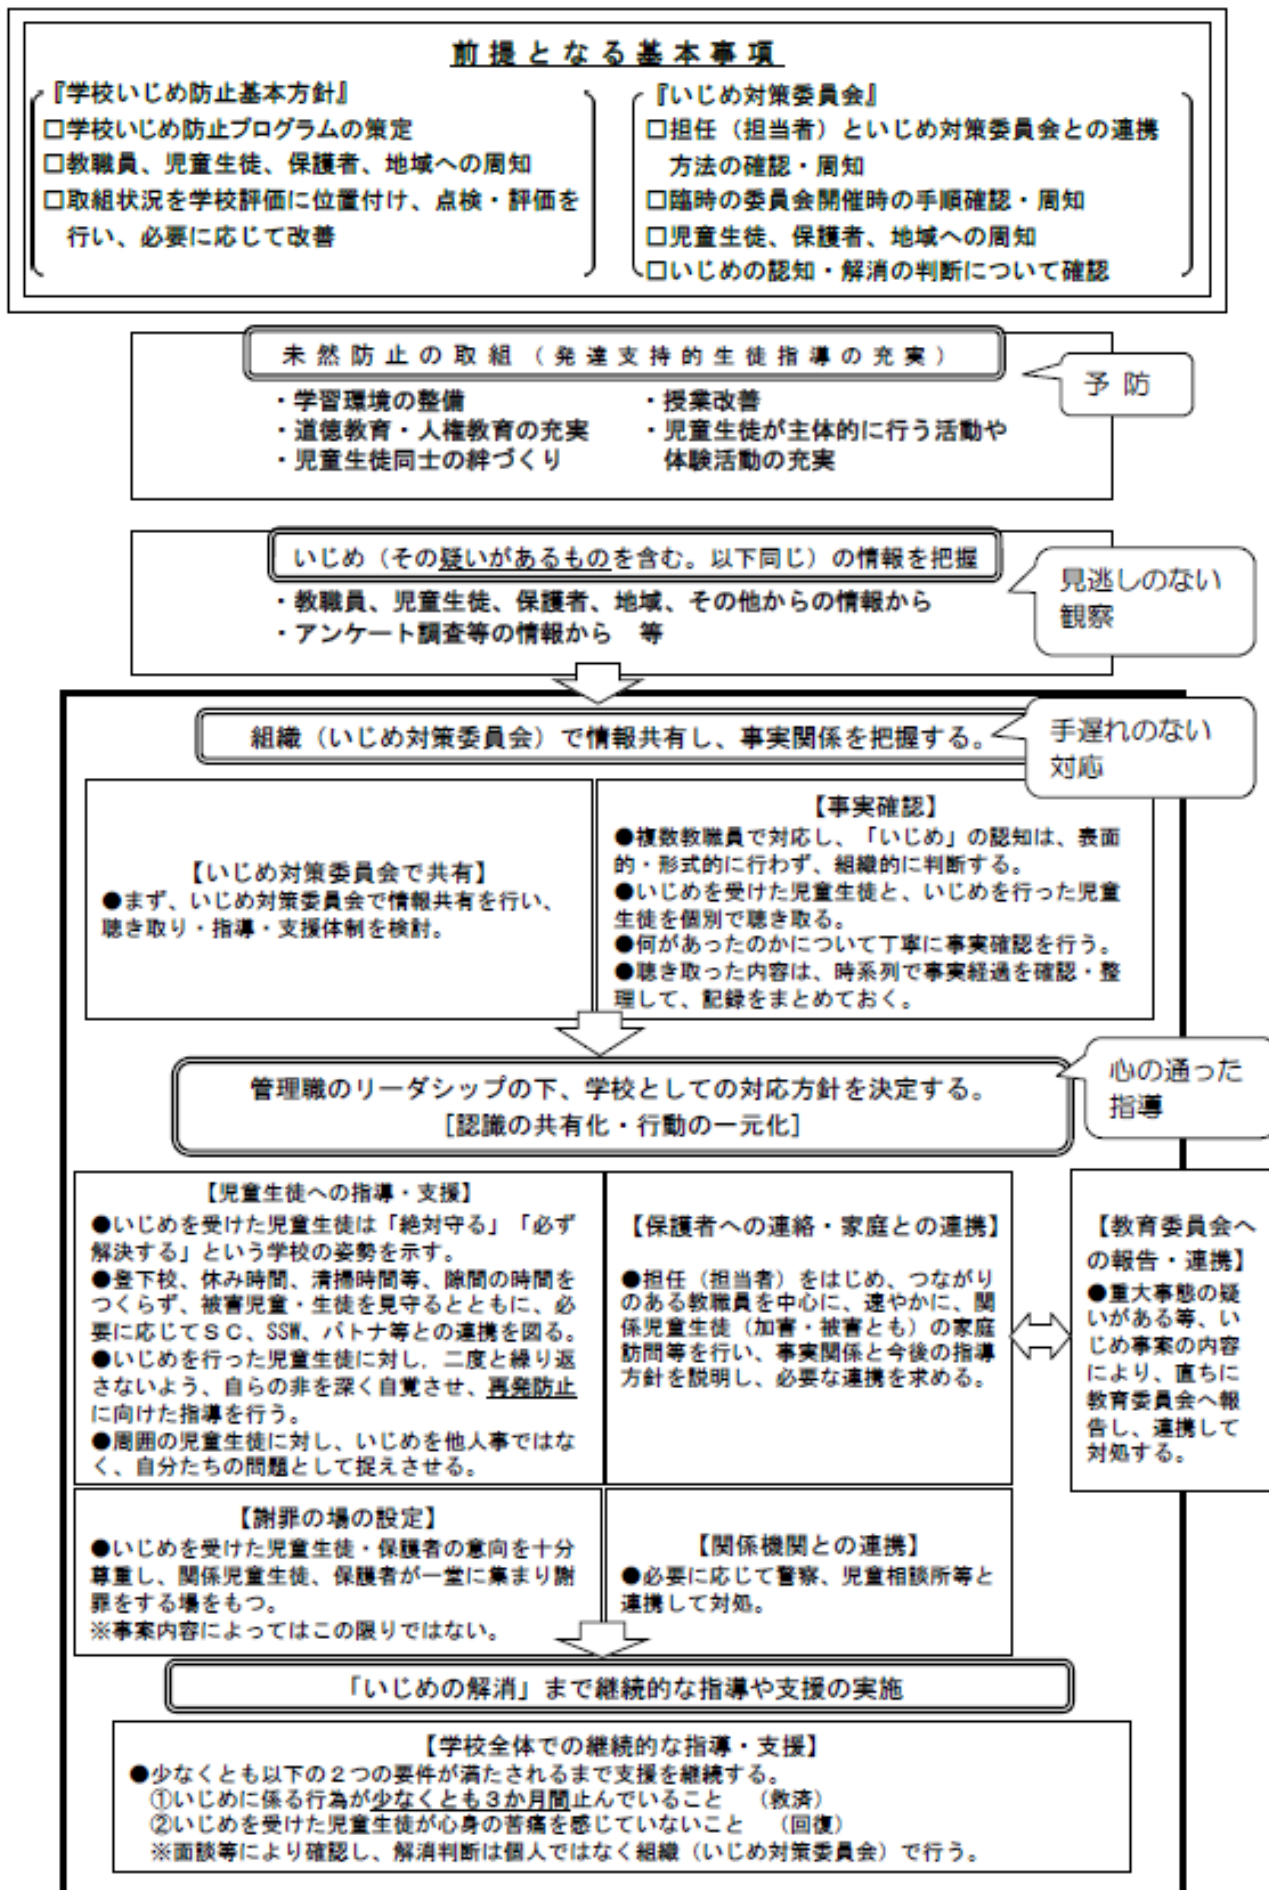 前提となる基本事項
『学校いじめ防止基本方針』
□学校いじめ防止プログラムの策定
□教職員、児童生徒、保護者、地域への周知
□取組状況を学校評価に位置付け、点検・評価を
行い、必要に応じて改善
『いじめ対策委員会』
□担任（担当者）といじめ対策委員会との連携
方法の確認・周知
□臨時の委員会開催時の手順確認・周知
□児童生徒、保護者、地域への周知
□いじめの認知・解消の判断について確認
未然防止の取組（発達支持的生徒指導の充実）
予防
・学習環境の整備
・道徳教育・人権教育の充実
・児童生徒同士の絆づくり
・授業改善
・児童生徒が主体的に行う活動や
体験活動の充実
いじめ（その疑いがあるものを含む。以下同じ）の情報を把握
見逃しのない
観察
・教職員、児童生徒、保護者、地域、その他からの情報から
・アンケート調査等の情報から　等
組織（いじめ対策委員会）で情報共有し、事実関係を把握する。
手遅れのない
対応
【いじめ対策委員会で共有】
●まず、いじめ対策委員会で情報共有を行い、
聴き取り・指導・支援体制を検討。
【事実確認】
●複数教職員で対応し、「いじめ」の認知は、表面
的・形式的に行わず、組織的に判断する。
●いじめを受けた児童生徒と、いじめを行った児童
生徒を個別で聴き取る。
●何があったのかについて丁寧に事実確認を行う。
●聴き取った内容は、時系列で事実経過を確認・整
理して、記録をまとめておく。
管理職のリーダシップの下、学校としての対応方針を決定する。
［認識の共有化・行動の一元化］
心の通った
指導
【児童生徒への指導・支援】
●いじめを受けた児童生徒は「絶対守る」「必ず
解決する」という学校の姿勢を示す。
●登下校、休み時間、清掃時間等、隙間の時間を
つくらず、被害児童・生徒を見守るとともに、必
要に応じてＳＣ、SSW、パトナ等との連携を図る。
●いじめを行った児童生徒に対し、二度と繰り返
さないよう、自らの非を深く自覚させ、再発防止
に向けた指導を行う。
●周囲の児童生徒に対し、いじめを他人事ではな
く、自分たちの問題として捉えさせる。
【保護者への連絡・家庭との連携】
●担任（担当者）をはじめ、つながり
のある教職員を中心に、速やかに、関
係児童生徒（加害・被害とも）の家庭
訪問等を行い、事実関係と今後の指導
方針を説明し、必要な連携を求める。
【教育委員会へ
の報告・連携】
●重大事態の疑
いがある等、い
じめ事案の内容
により、直ちに
教育委員会へ報
告し、連携して
対処する。
【謝罪の場の設定】
●いじめを受けた児童生徒・保護者の意向を十分
尊重し、関係児童生徒、保護者が一堂に集まり謝
罪をする場をもつ。
※事案内容によってはこの限りではない。
【関係機関との連携】
●必要に応じて警察、児童相談所等と
連携して対処。
「いじめの解消」まで継続的な指導や支援の実施
【学校全体での継続的な指導・支援】
●少なくとも以下の２つの要件が満たされるまで支援を継続する。
①いじめに係る行為が少なくとも３か月間止んでいること　（救済）
②いじめを受けた児童生徒が心身の苦痛を感じていないこと　（回復）
※面談等により確認し、解消判断は個人ではなく組織（いじめ対策委員会）で行う。